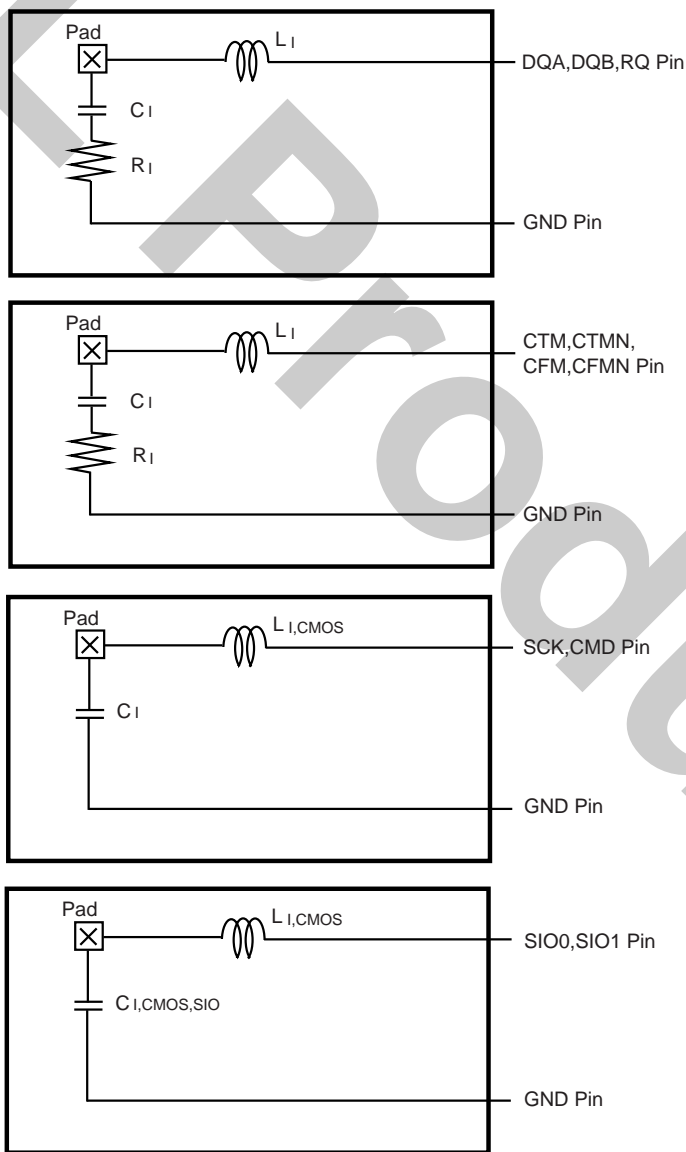 Pad
L I
DQA,DQB,RQ Pin
C I
R I
GND Pin
Pad
L I
CTM,CTMN,
CFM,CFMN Pin
C I
R I
GND Pin
Pad
L I,CMOS
SCK,CMD Pin
C I
GND Pin
Pad
L I,CMOS
SIO0,SIO1 Pin
C I,CMOS,SIO
GND Pin